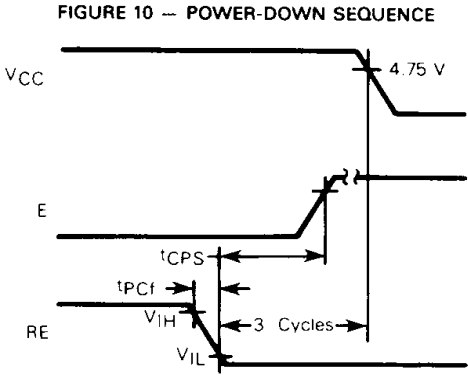 FIGURE 10 — POWER-DOWN SEQUENCE
VCC
4.75 V
E
tCPS
tPCf
VIH
3 Cycles
RE
VIL